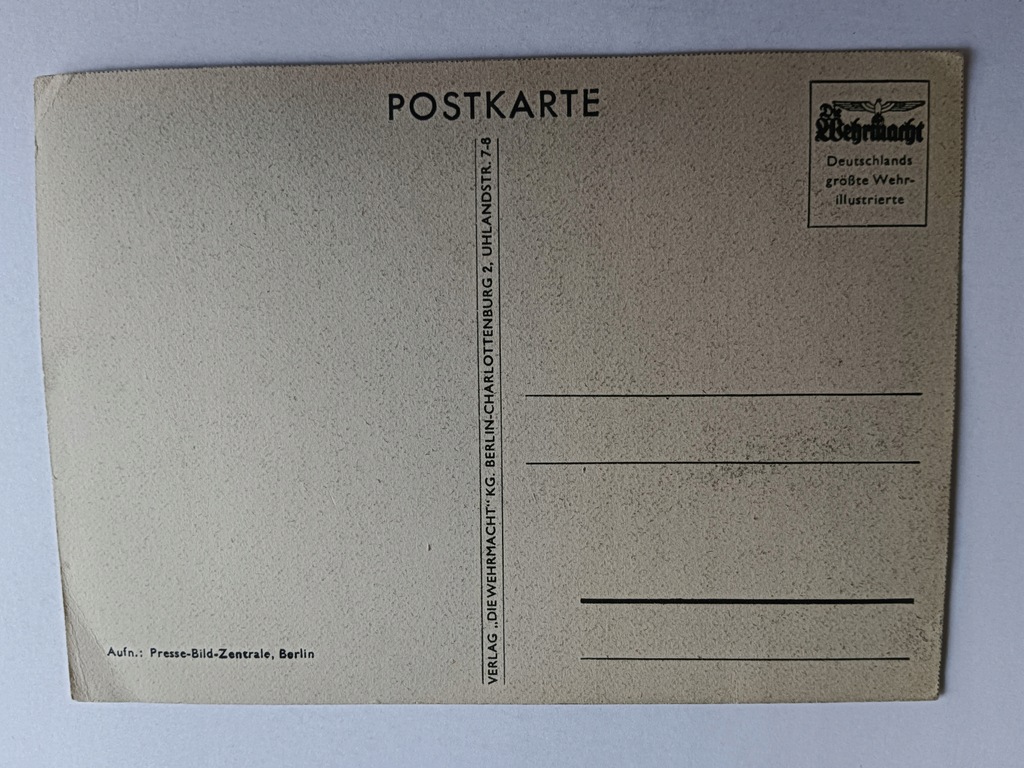 POSTKARTE
Die
Wehrmacht
Deutschlands
größte Wehr-
illustrierte
VERLAG „DIE WEHRMACHT“ KG. BERLIN-CHARLOTTENBURG 2, UHLANDSTR. 7-8
Aufn.: Presse-Bild-Zentrale, Berlin